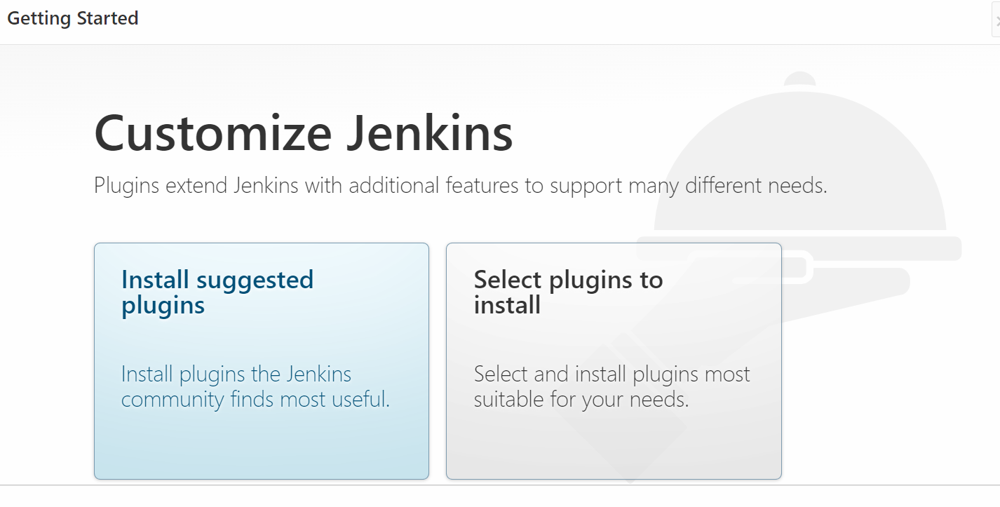 Getting Started
Customize Jenkins
Plugins extend Jenkins with additional features to support many different needs.
Install suggested
plugins
Install plugins the Jenkins
community finds most useful.
Select plugins to
install
Select and install plugins most
suitable for your needs.